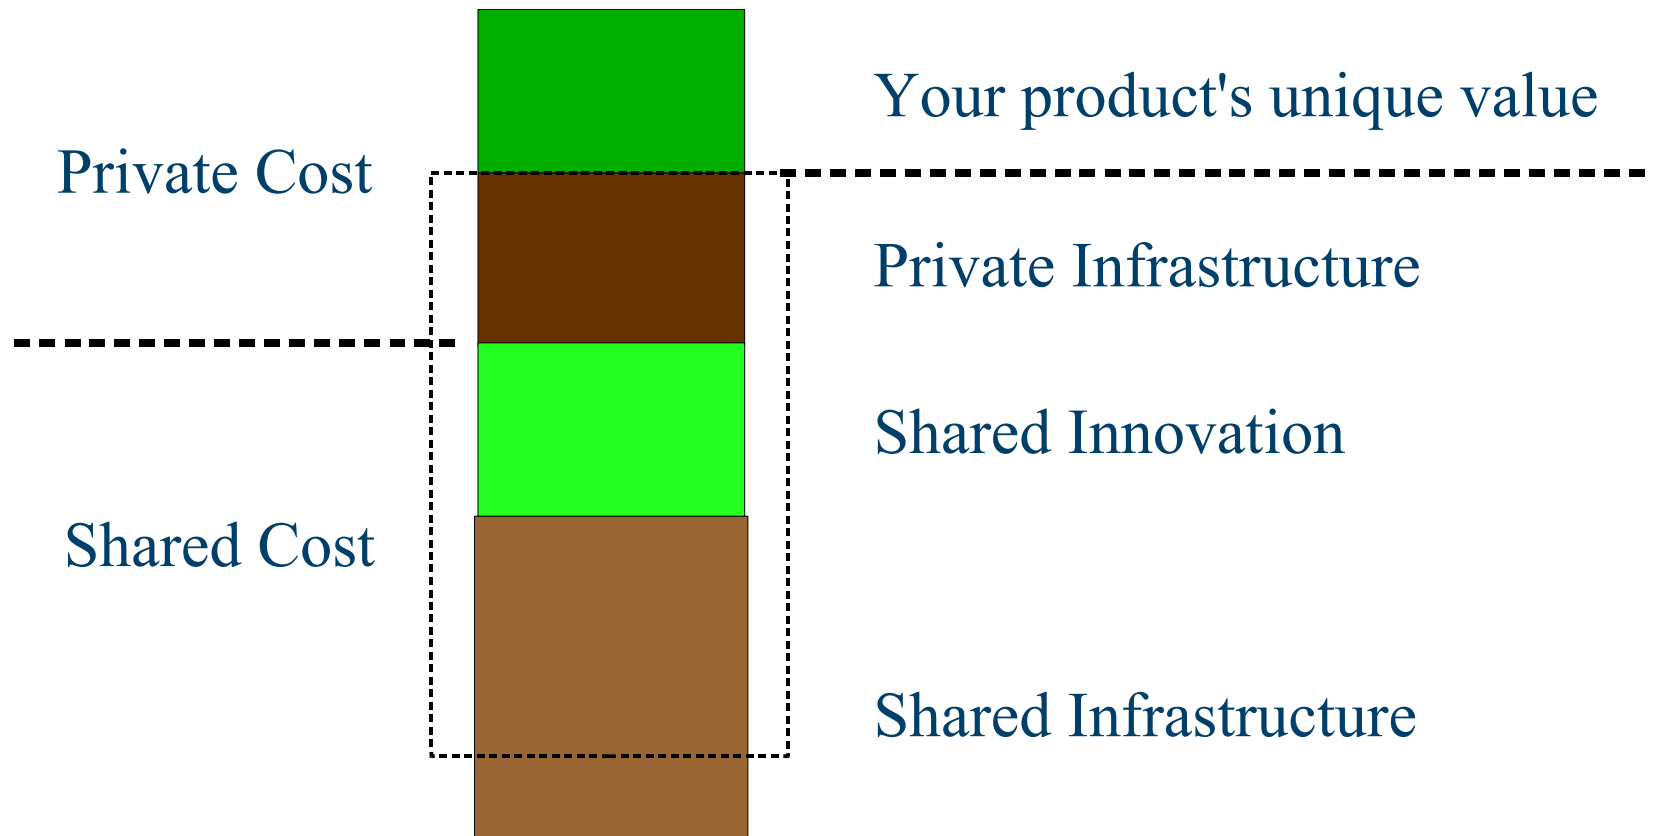 Your product's unique value
Private Cost
Private Infrastructure
Shared Innovation
Shared Cost
Shared Infrastructure